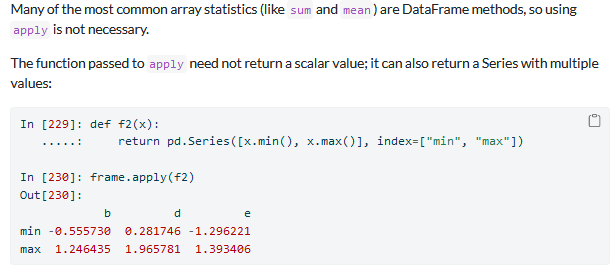 Many of the most common array statistics (like sum and mean) are DataFrame methods, so using
apply is not necessary.
The function passed to apply need not return a scalar value; it can also return a Series with multiple
values:
In [229]: def f2(x):
   .....:     return pd.Series([x.min(), x.max()], index=["min", "max"])
In [230]: frame.apply(f2)
Out[230]:
            b         d         e
min -0.555730  0.281746 -1.296221
max  1.246435  1.965781  1.393406